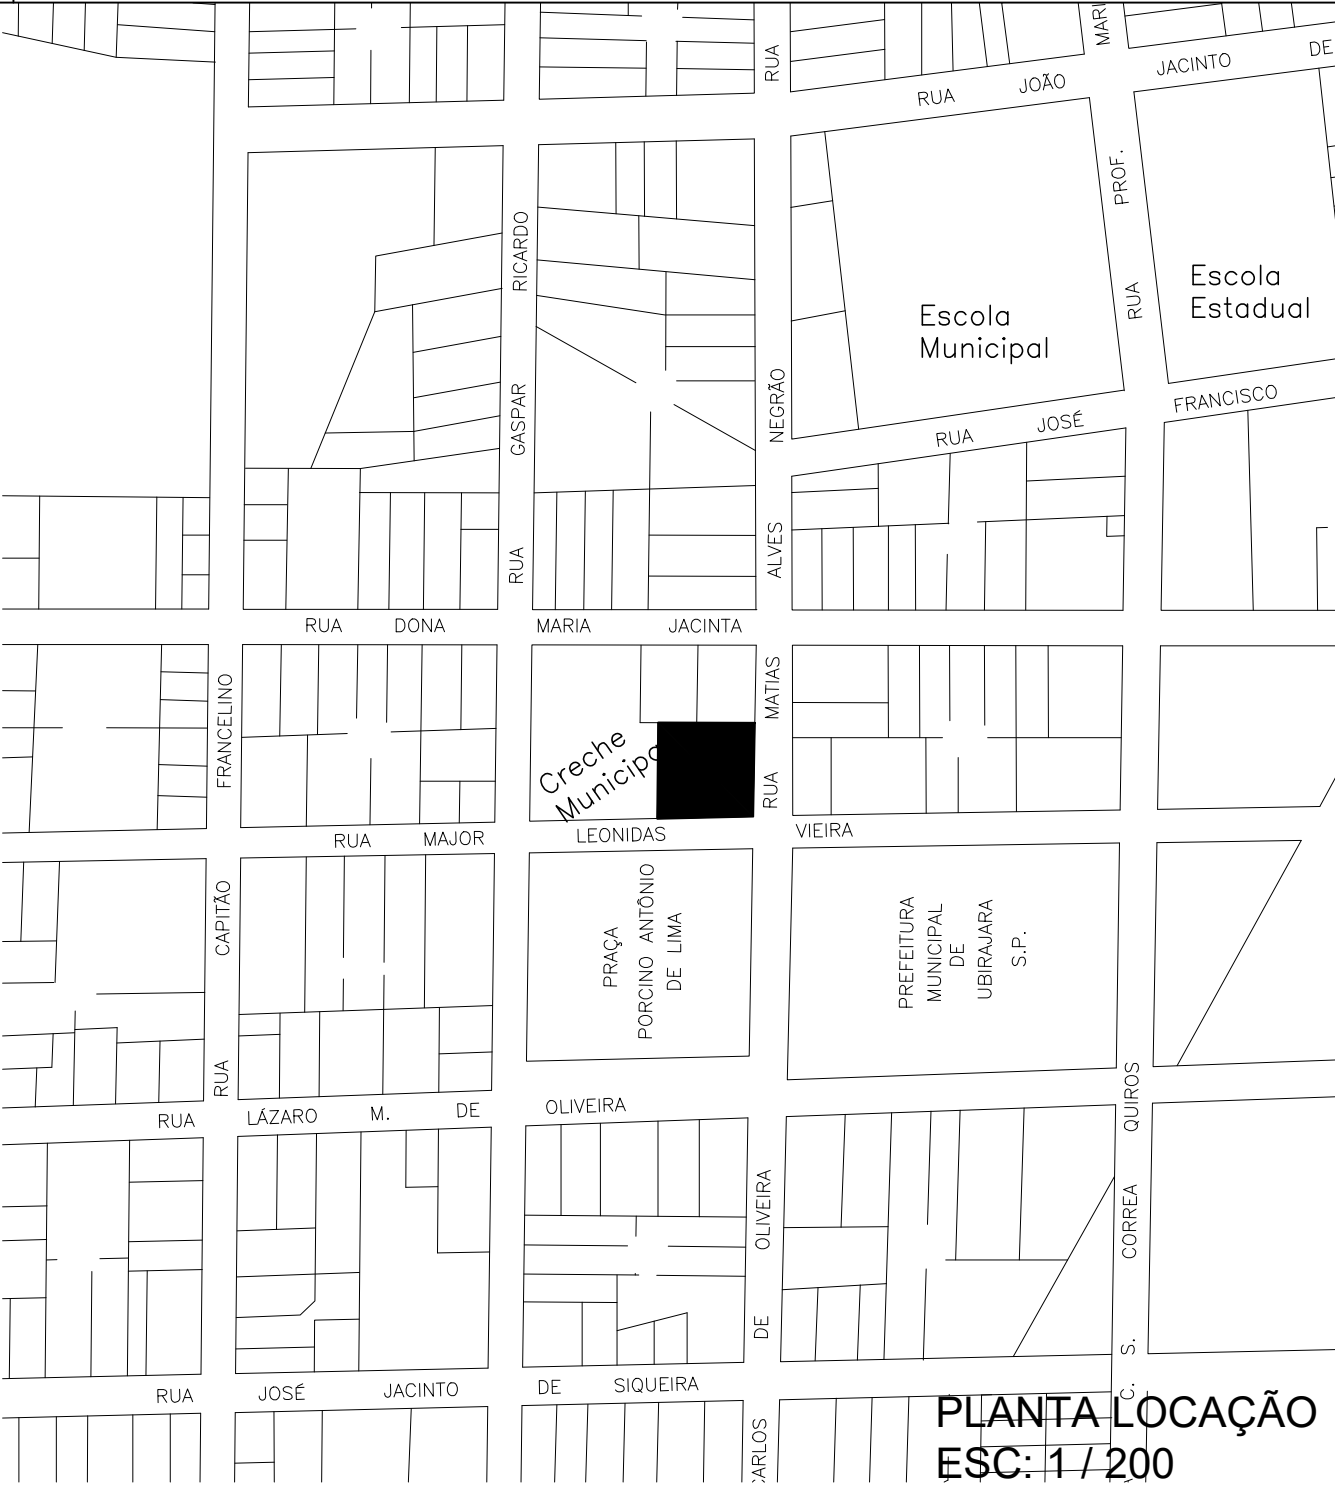 MARI
DE
JACINTO
JOÃO
RUA
RUA
PROF.
RUA
RICARDO
GASPAR
RUA
Escola
Municipal
Escola
Estadual
FRANCISCO
JOSÉ
RUA
NEGRÃO
ALVES
MATIAS
RUA
RUA DONA MARIA JACINTA
FRANCELINO
CAPITÃO
RUA
Creche
Municipa
RUA MAJOR LEONIDAS VIEIRA
PRAÇA
PORCINO ANTÔNIO
DE LIMA
PREFEITURA
MUNICIPAL
DE
UBIRAJARA
S.P.
RUA LÁZARO M. DE OLIVEIRA
QUIROS
CORREA
S.
C.
OLIVEIRA
DE
CARLOS
RUA JOSÉ JACINTO DE SIQUEIRA
PLANTA LOCAÇÃO
ESC: 1 / 200